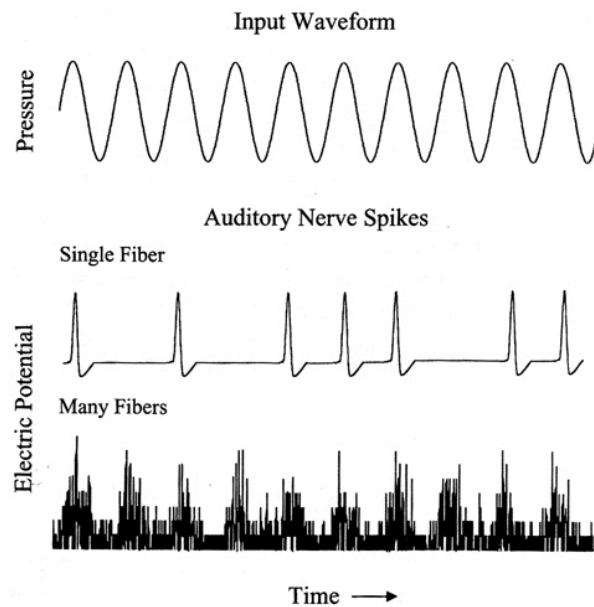 Input Waveform
Pressure
Auditory Nerve Spikes
Single Fiber
Electric Potential
Many Fibers
Time